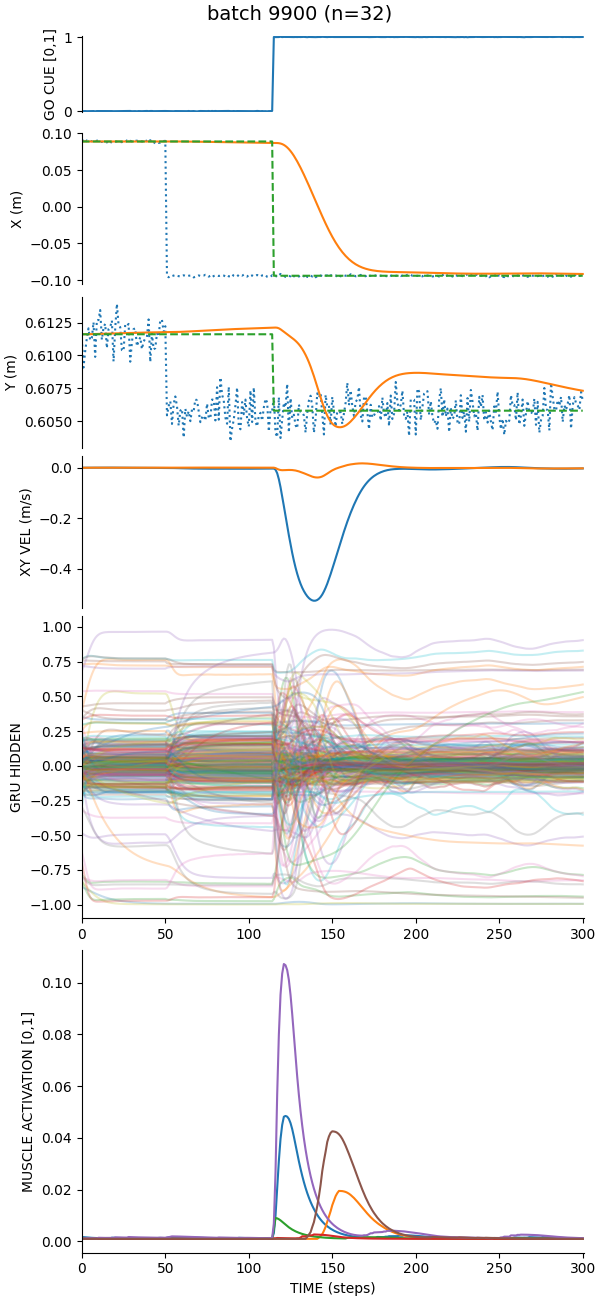 batch 9900 (n=32)
GO CUE [0,1]
1
0
X (m)
0.10
0.05
0.00
−0.05
−0.10
Y (m)
0.6125
0.6100
0.6075
0.6050
XY VEL (m/s)
0.0
−0.2
−0.4
GRU HIDDEN
1.00
0.75
0.50
0.25
0.00
−0.25
−0.50
−0.75
−1.00
0 50 100 150 200 250 300
MUSCLE ACTIVATION [0,1]
0.10
0.08
0.06
0.04
0.02
0.00
0 50 100 150 200 250 300
TIME (steps)